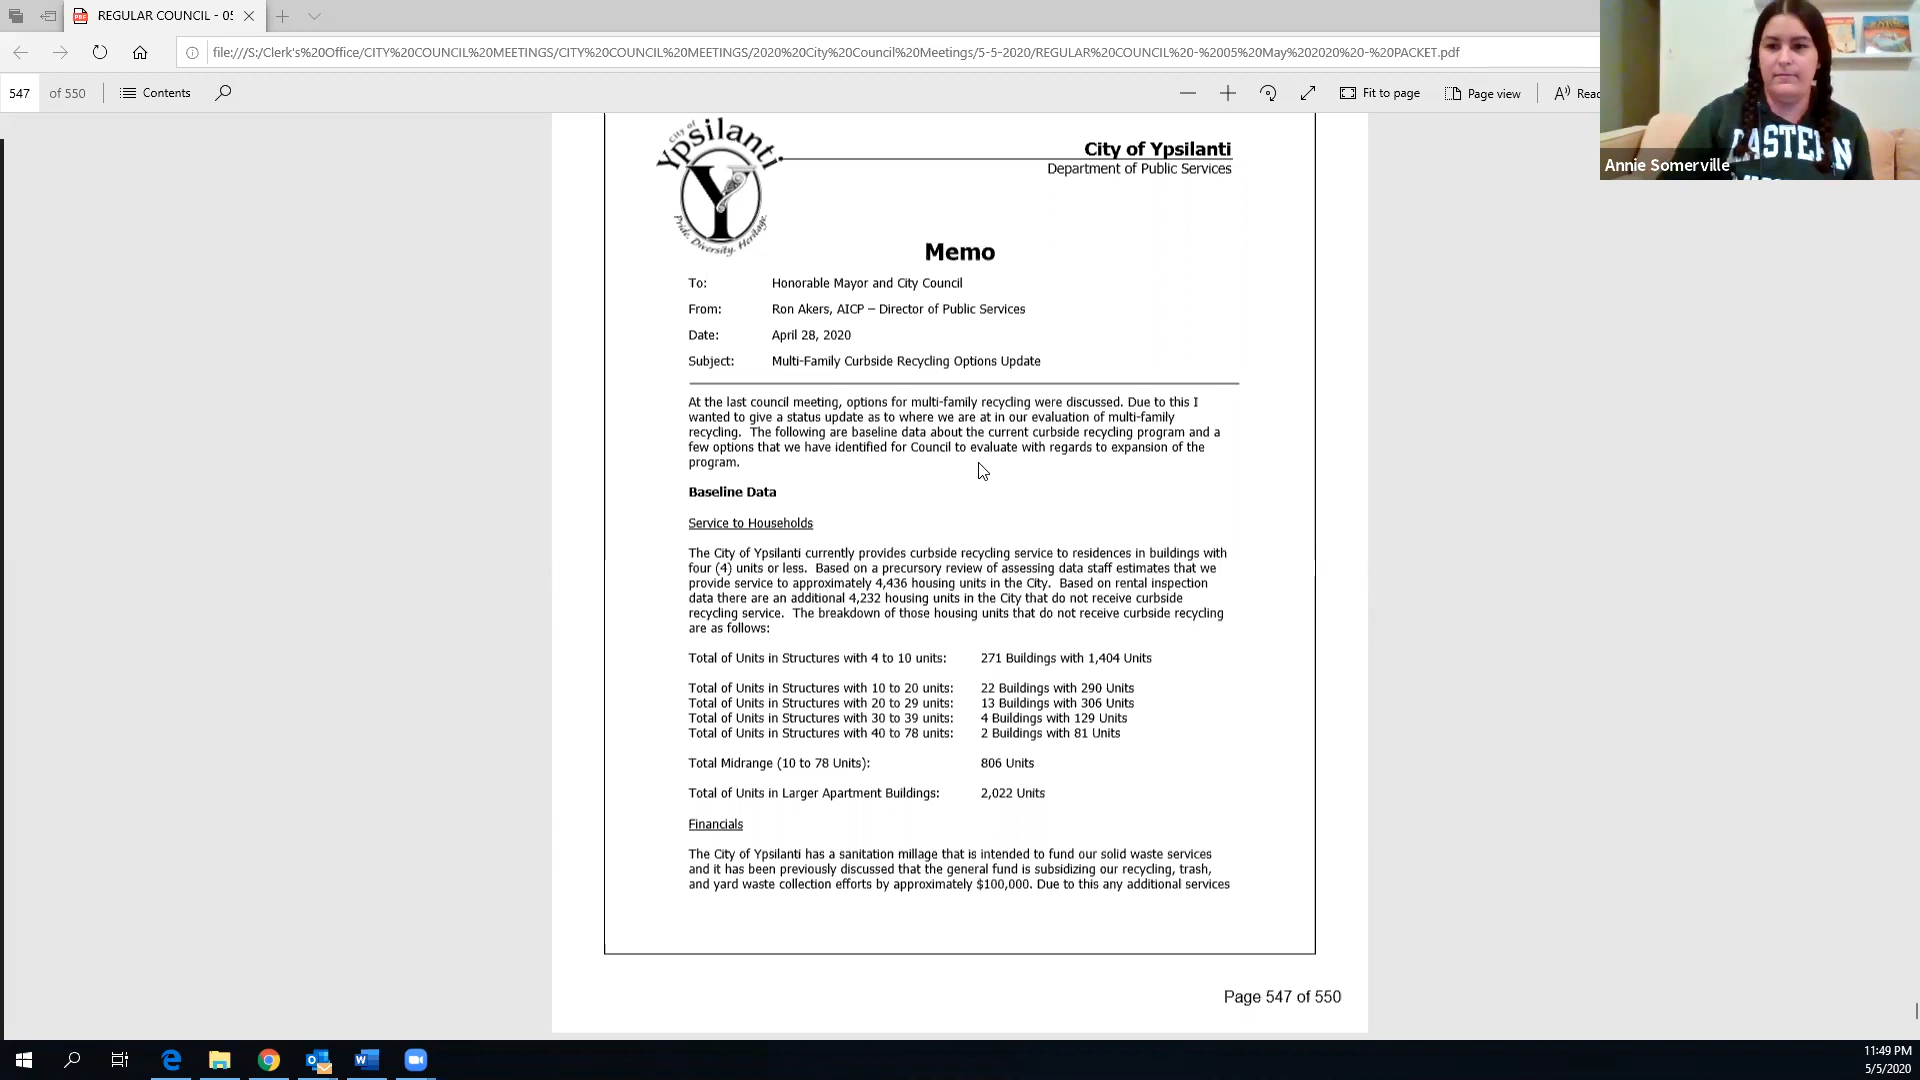 REGULAR COUNCIL - 05
file:///S:/Clerk's%20Office/CITY%20COUNCIL%20MEETINGS/CITY%20COUNCIL%20MEETINGS/2020%20City%20Council%20Meetings/5-5-2020/REGULAR%20COUNCIL%20-%2005%20May%202020%20-%20PACKET.pdf
547 of 550 Contents Fit to page Page view Read
EASTERN
Annie Somerville
City of Ypsilanti
Y
Pride. Diversity. Heritage.
City of Ypsilanti
Department of Public Services
Memo
To: Honorable Mayor and City Council
From: Ron Akers, AICP – Director of Public Services
Date: April 28, 2020
Subject: Multi-Family Curbside Recycling Options Update
At the last council meeting, options for multi-family recycling were discussed. Due to this I
wanted to give a status update as to where we are at in our evaluation of multi-family
recycling. The following are baseline data about the current curbside recycling program and a
few options that we have identified for Council to evaluate with regards to expansion of the
program.
Baseline Data
Service to Households
The City of Ypsilanti currently provides curbside recycling service to residences in buildings with
four (4) units or less. Based on a precursory review of assessing data staff estimates that we
provide service to approximately 4,436 housing units in the City. Based on rental inspection
data there are an additional 4,232 housing units in the City that do not receive curbside
recycling service. The breakdown of those housing units that do not receive curbside recycling
are as follows:
Total of Units in Structures with 4 to 10 units: 271 Buildings with 1,404 Units
Total of Units in Structures with 10 to 20 units: 22 Buildings with 290 Units
Total of Units in Structures with 20 to 29 units: 13 Buildings with 306 Units
Total of Units in Structures with 30 to 39 units: 4 Buildings with 129 Units
Total of Units in Structures with 40 to 78 units: 2 Buildings with 81 Units
Total Midrange (10 to 78 Units): 806 Units
Total of Units in Larger Apartment Buildings: 2,022 Units
Financials
The City of Ypsilanti has a sanitation millage that is intended to fund our solid waste services
and it has been previously discussed that the general fund is subsidizing our recycling, trash,
and yard waste collection efforts by approximately $100,000. Due to this any additional services
Page 547 of 550
11:49 PM
5/5/2020